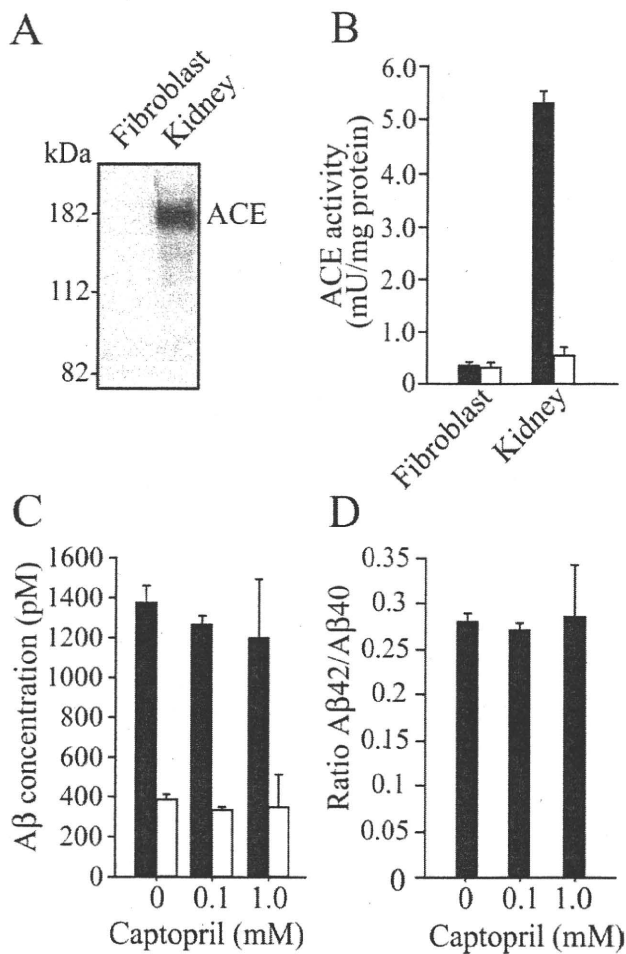 A
Fibroblast
Kidney
kDa
182
ACE
112
82
B
ACE activity
(mU/mg protein)
6.0
5.0
4.0
3.0
2.0
1.0
0
Fibroblast
Kidney
C
Aβ concentration (pM)
1600
1400
1200
1000
800
600
400
200
0
0 0.1 1.0
Captopril (mM)
D
Ratio Aβ42/Aβ40
0.35
0.3
0.25
0.2
0.15
0.1
0.05
0
0 0.1 1.0
Captopril (mM)